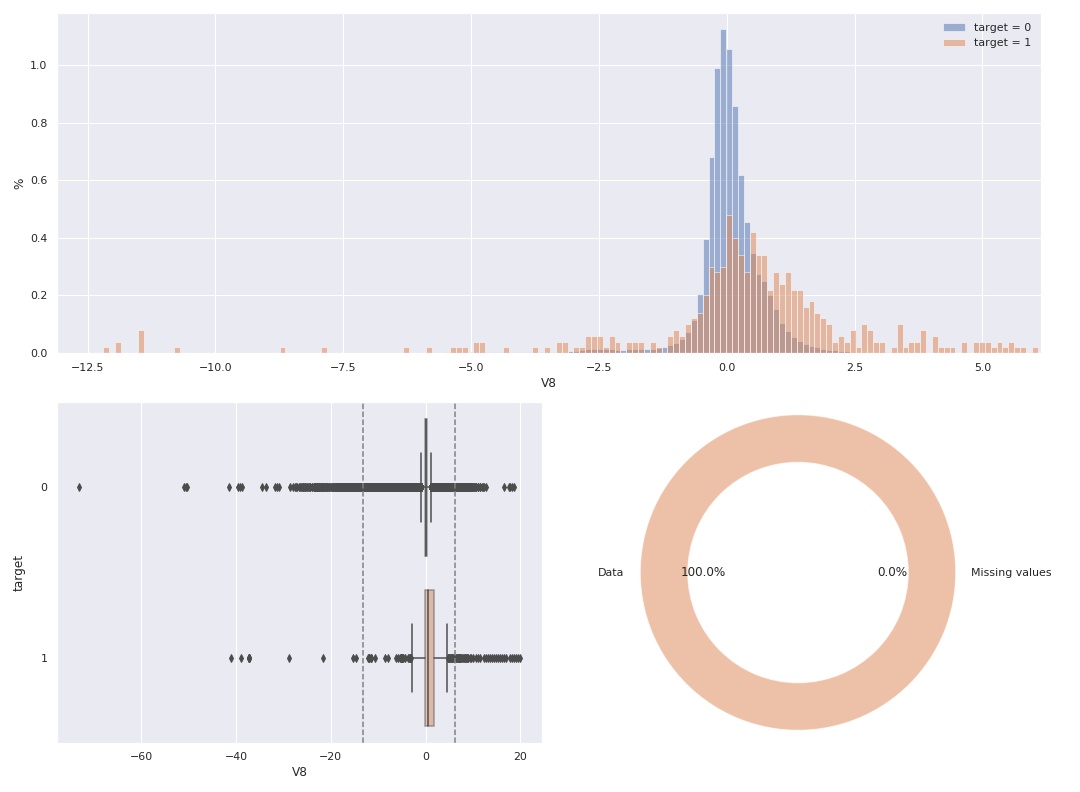 target = 0
target = 1
1.0
0.8
0.6
0.4
0.2
0.0
%
−12.5 −10.0 −7.5 −5.0 −2.5 0.0 2.5 5.0
V8
0
1
target
−60 −40 −20 0 20
V8
Data 100.0% 0.0% Missing values